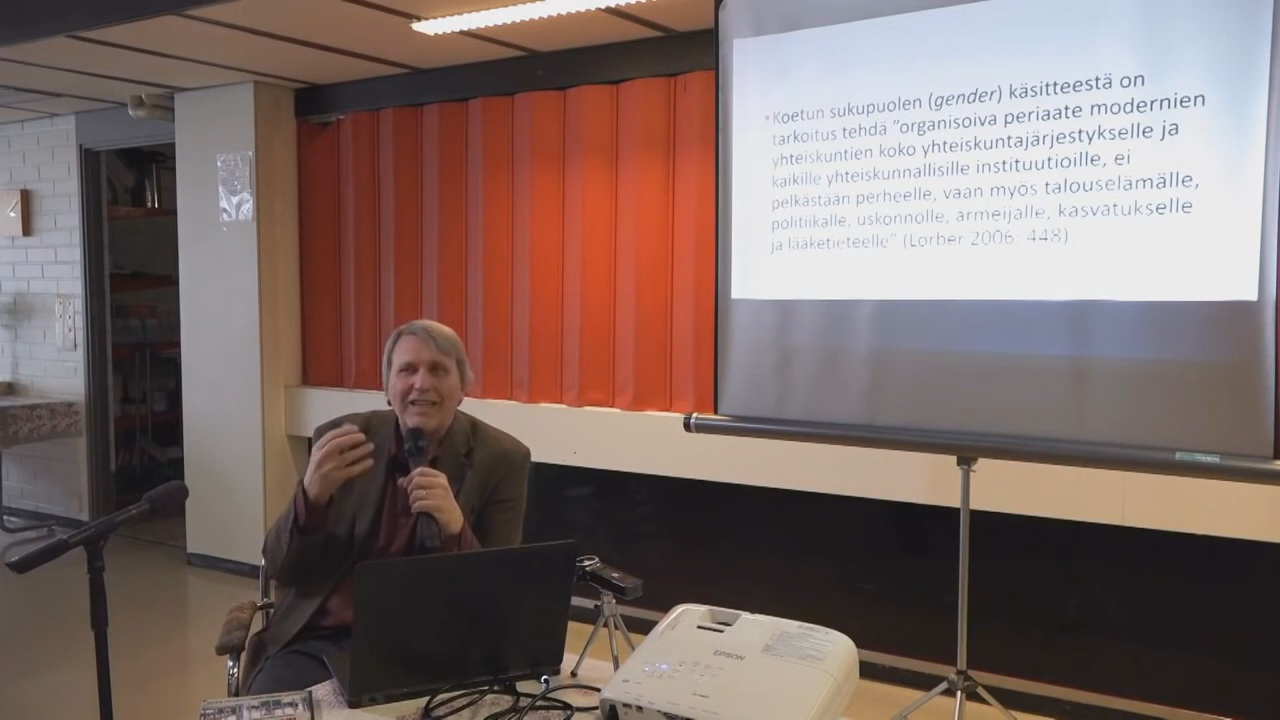 •Koetun sukupuolen (gender) käsitteestä on
tarkoitus tehdä ”organisoiva periaate modernien
yhteiskuntien koko yhteiskuntajärjestykselle ja
kaikille yhteiskunnallisille instituutioille, ei
pelkästään perheelle, vaan myös talouselämälle,
politiikalle, uskonnolle, armeijalle, kasvatukselle
ja lääketieteelle” (Lorber 2006: 448).
EPSON